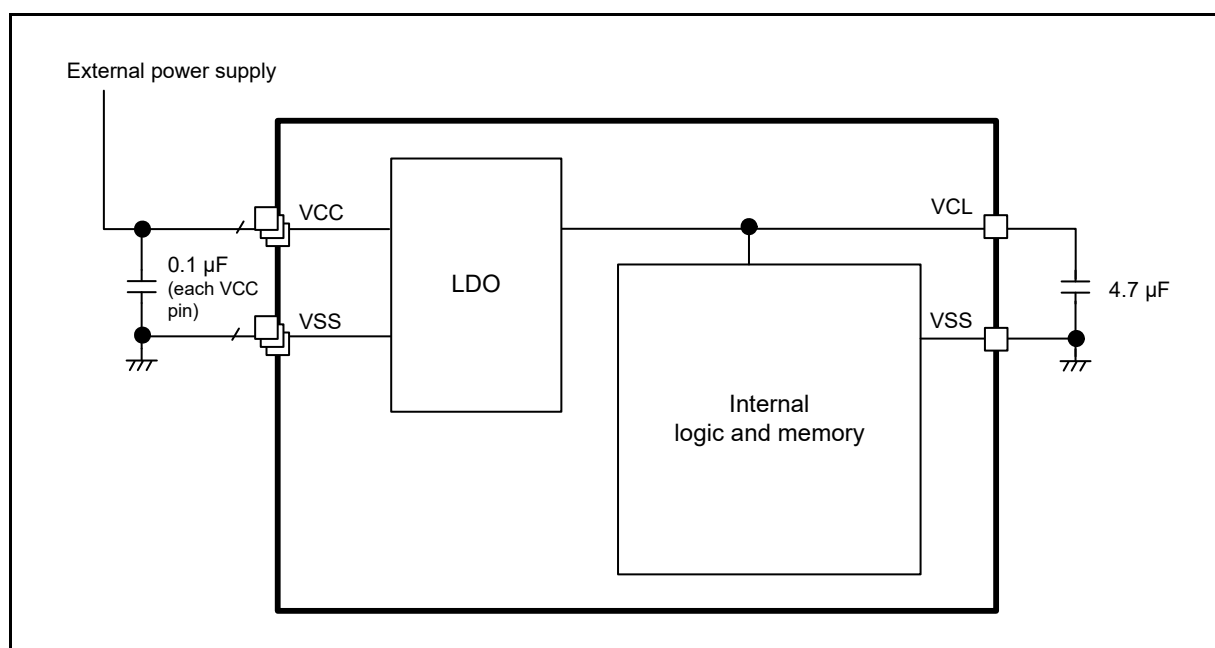 External power supply
VCC
VCL
0.1 µF
(each VCC
pin)
LDO
4.7 µF
VSS
VSS
Internal
logic and memory